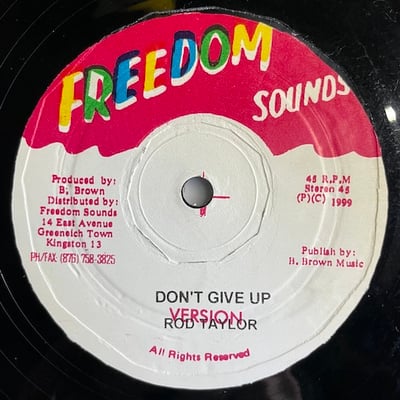 FREEDOM
SOUNDS
Produced by:
B. Brown
Distributed by:
Freedom Sounds
14 East Avenue
Greeneich Town
Kingston 13
PH/FAX (876) 758-3825
45 R.P.M
Stereo 45
(P)(C) 1999
Publish by:
B. Brown Music
DON'T GIVE UP
VERSION
ROD TAYLOR
All Rights Reserved